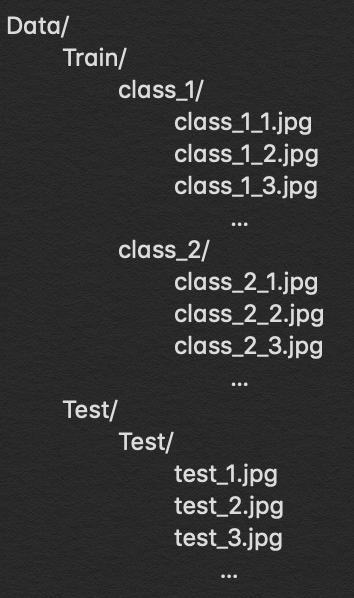 Data/
Train/
class_1/
class_1_1.jpg
class_1_2.jpg
class_1_3.jpg
...
class_2/
class_2_1.jpg
class_2_2.jpg
class_2_3.jpg
...
Test/
Test/
test_1.jpg
test_2.jpg
test_3.jpg
...